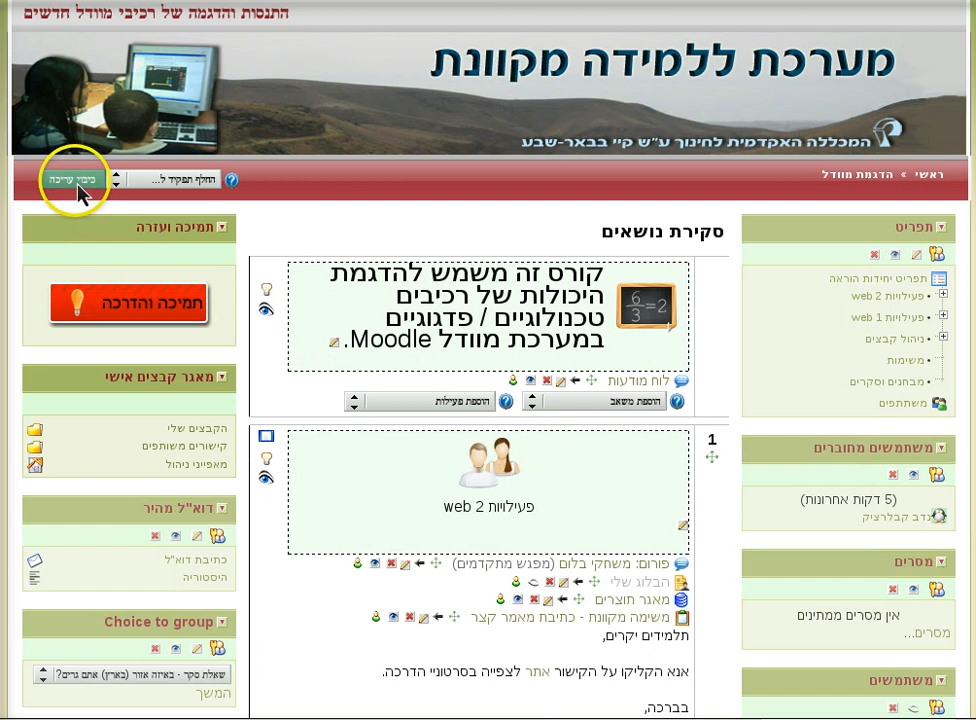 התנסות והדגמה של רכיבי מוודל חדשים
מערכת ללמידה מקוונת
המכללה האקדמית לחינוך ע"ש קיי בבאר-שבע
ראשי » הדגמת מוודל
החלף תפקיד ל...
כיבוי עריכה
תפריט
תפריט יחידות הוראה
פעילויות web 2
פעילויות web 1
ניהול קבצים
משימות
מבחנים וסקרים
משתתפים
משתמשים מחוברים
(5 דקות אחרונות)
נדב קבלרציק
מסרים
אין מסרים ממתינים
מסרים...
משתמשים
סקירת נושאים
קורס זה משמש להדגמת
היכולות של רכיבים
טכנולוגיים / פדגוגיים
במערכת מוודל Moodle.
6/3=2
לוח מודעות
הוספת משאב
הוספת פעילות
1
פעילויות web 2
פורום: משחקי בלום (מפגש מתקדמים)
הבלוג שלי
מאגר תוצרים
משימה מקוונת - כתיבת מאמר קצר
תלמידים יקרים,
אנא הקליקו על הקישור אתר לצפייה בסרטוניי הדרכה.
בברכה,
תמיכה ועזרה
תמיכה והדרכה
מאגר קבצים אישי
הקבצים שלי
קישורים משותפים
מאפייני ניהול
דוא"ל מהיר
כתיבת דוא"ל
היסטוריה
Choice to group
שאלת סקר - באיזה אזור (בארץ) אתם גרים?
המשך